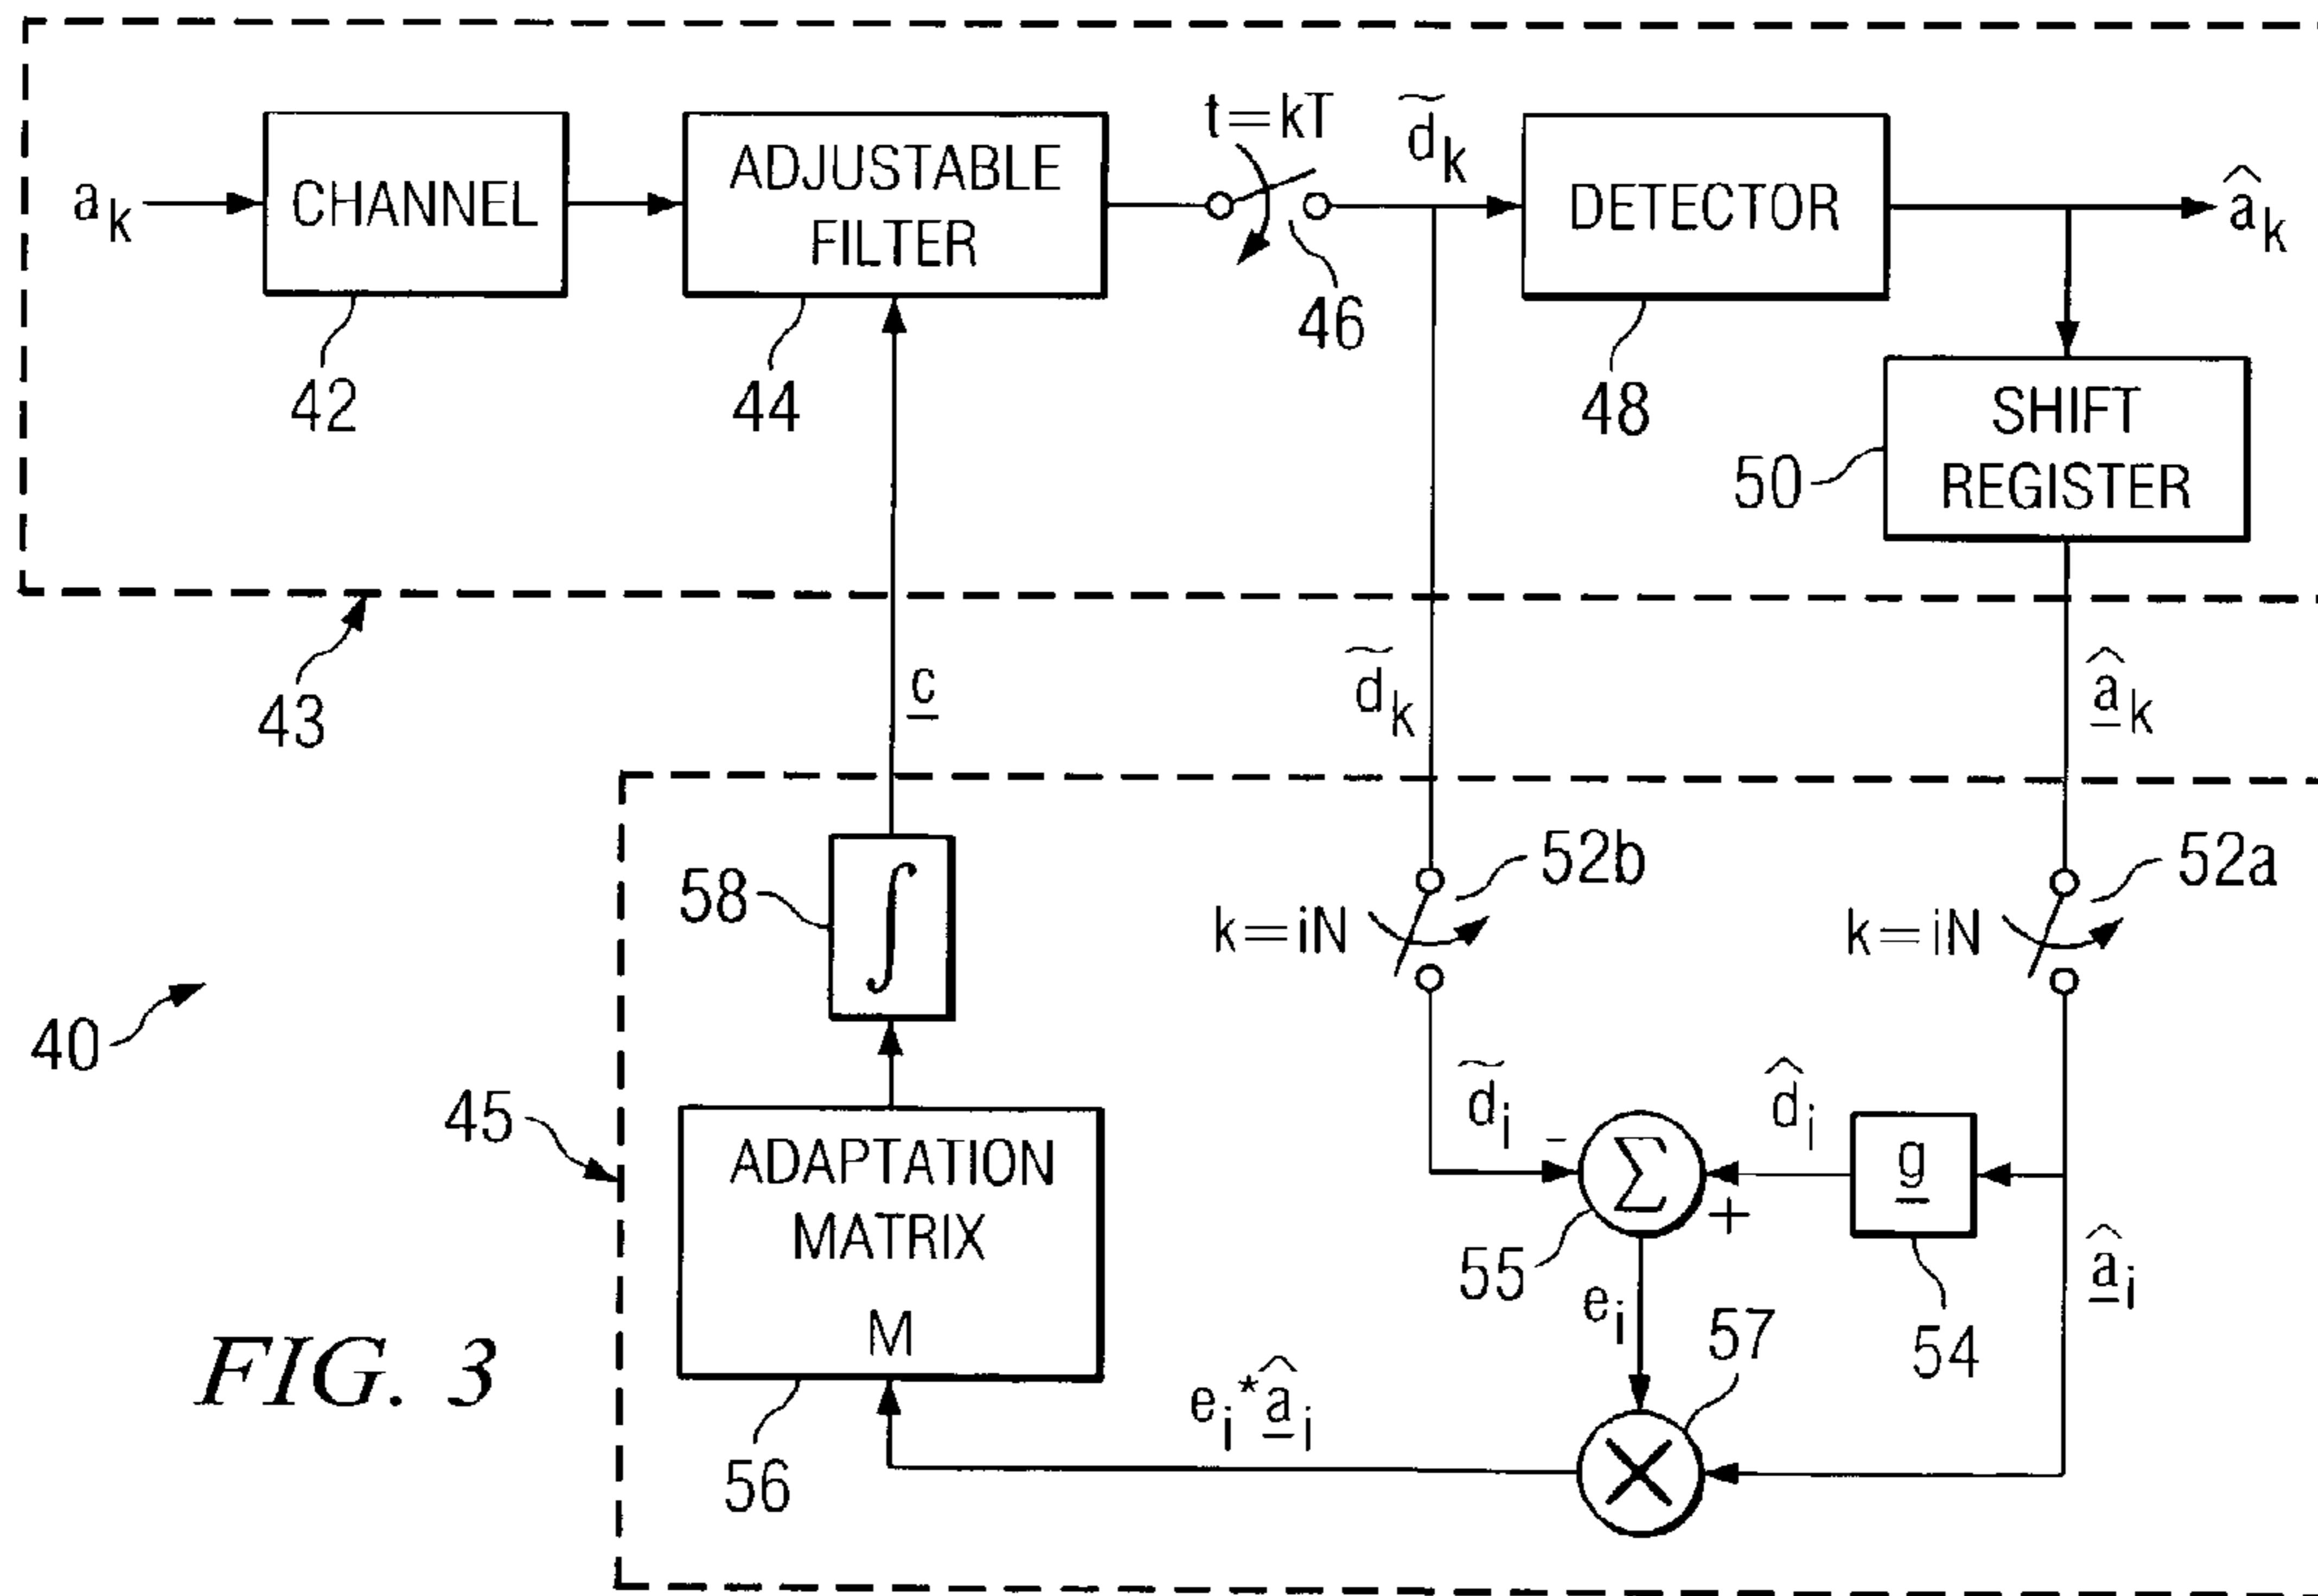 t=kT
d̃k
a_k
CHANNEL
ADJUSTABLE
FILTER
DETECTOR
â_k
46
42
44
48
SHIFT
REGISTER
50
43
c
d̃_k
â_k
58
∫
52b
52a
k=iN
k=iN
40
45
d̃_i
-
d̂_i
ADAPTATION
MATRIX
M
Σ
+
g
55
e_i
54
â_i
57
FIG. 3
e_i*â_i
56